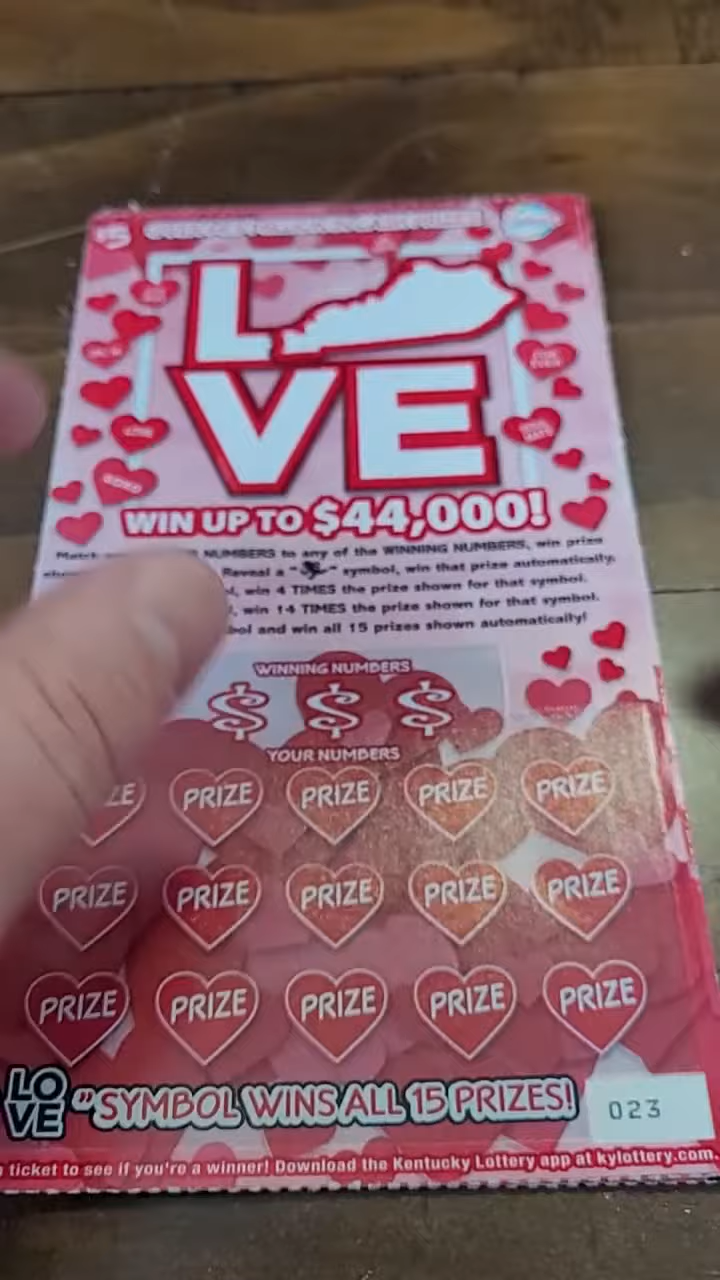 $5
L VE
WIN UP TO $44,000!
Match NUMBERS to any of the WINNING NUMBERS, win prize
Reveal a " " symbol, win that prize automatically.
, win 4 TIMES the prize shown for that symbol.
, win 14 TIMES the prize shown for that symbol.
bol and win all 15 prizes shown automatically!
WINNING NUMBERS
$ $ $
YOUR NUMBERS
ZE PRIZE PRIZE PRIZE PRIZE
PRIZE PRIZE PRIZE PRIZE PRIZE
PRIZE PRIZE PRIZE PRIZE PRIZE
LOVE" SYMBOL WINS ALL 15 PRIZES!
023
ticket to see if you're a winner! Download the Kentucky Lottery app at kylottery.com.